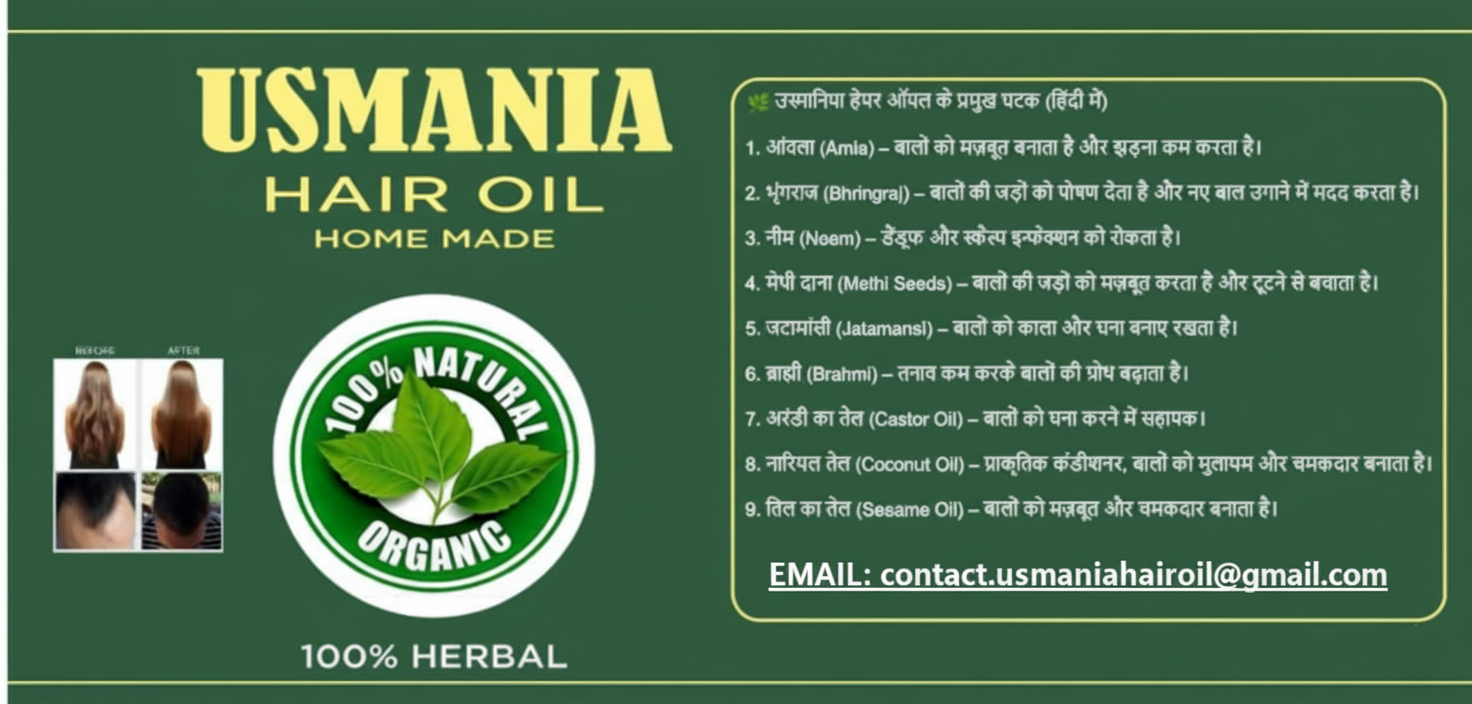 USMANIA
HAIR OIL
HOME MADE
BEFORE AFTER
100% NATURAL
ORGANIC
100% HERBAL
🌿 उस्मानिया हेयर ऑयल के प्रमुख घटक (हिंदी में)
1. आंवला (Amla) – बालों को मज़बूत बनाता है और झड़ना कम करता है।
2. भृंगराज (Bhringraj) – बालों की जड़ों को पोषण देता है और नए बाल उगाने में मदद करता है।
3. नीम (Neem) – डैंड्रफ और स्कैल्प इन्फेक्शन को रोकता है।
4. मेथी दाना (Methi Seeds) – बालों की जड़ों को मज़बूत करता है और टूटने से बचाता है।
5. जटामांसी (Jatamansi) – बालों को काला और घना बनाए रखता है।
6. ब्राह्मी (Brahmi) – तनाव कम करके बालों की ग्रोथ बढ़ाता है।
7. अरंडी का तेल (Castor Oil) – बालों को घना करने में सहायक।
8. नारियल तेल (Coconut Oil) – प्राकृतिक कंडीशनर, बालों को मुलायम और चमकदार बनाता है।
9. तिल का तेल (Sesame Oil) – बालों को मज़बूत और चमकदार बनाता है।
EMAIL: contact.usmaniahairoil@gmail.com